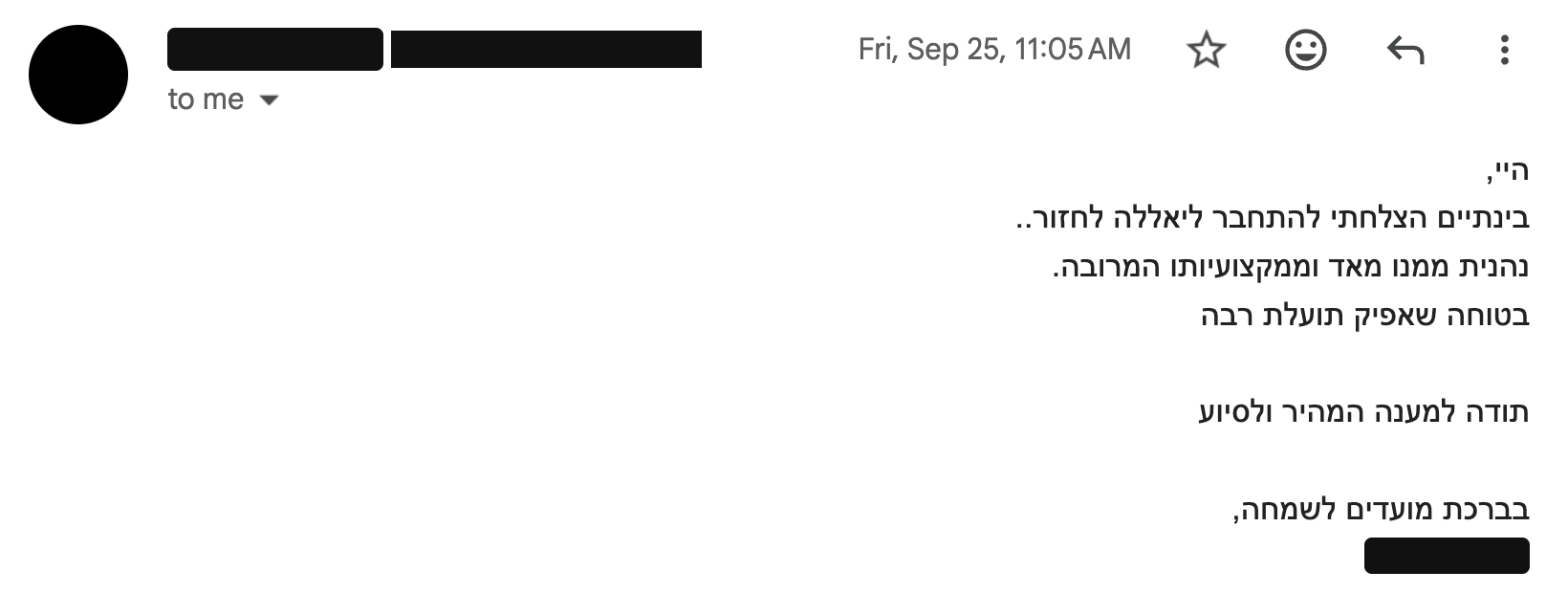 Fri, Sep 25, 11:05 AM
to me
היי,
בינתיים הצלחתי להתחבר ליאללה לחזור..
נהנית ממנו מאד וממקצועיותו המרובה.
בטוחה שאפיק תועלת רבה
תודה למענה המהיר ולסיוע
בברכת מועדים לשמחה,